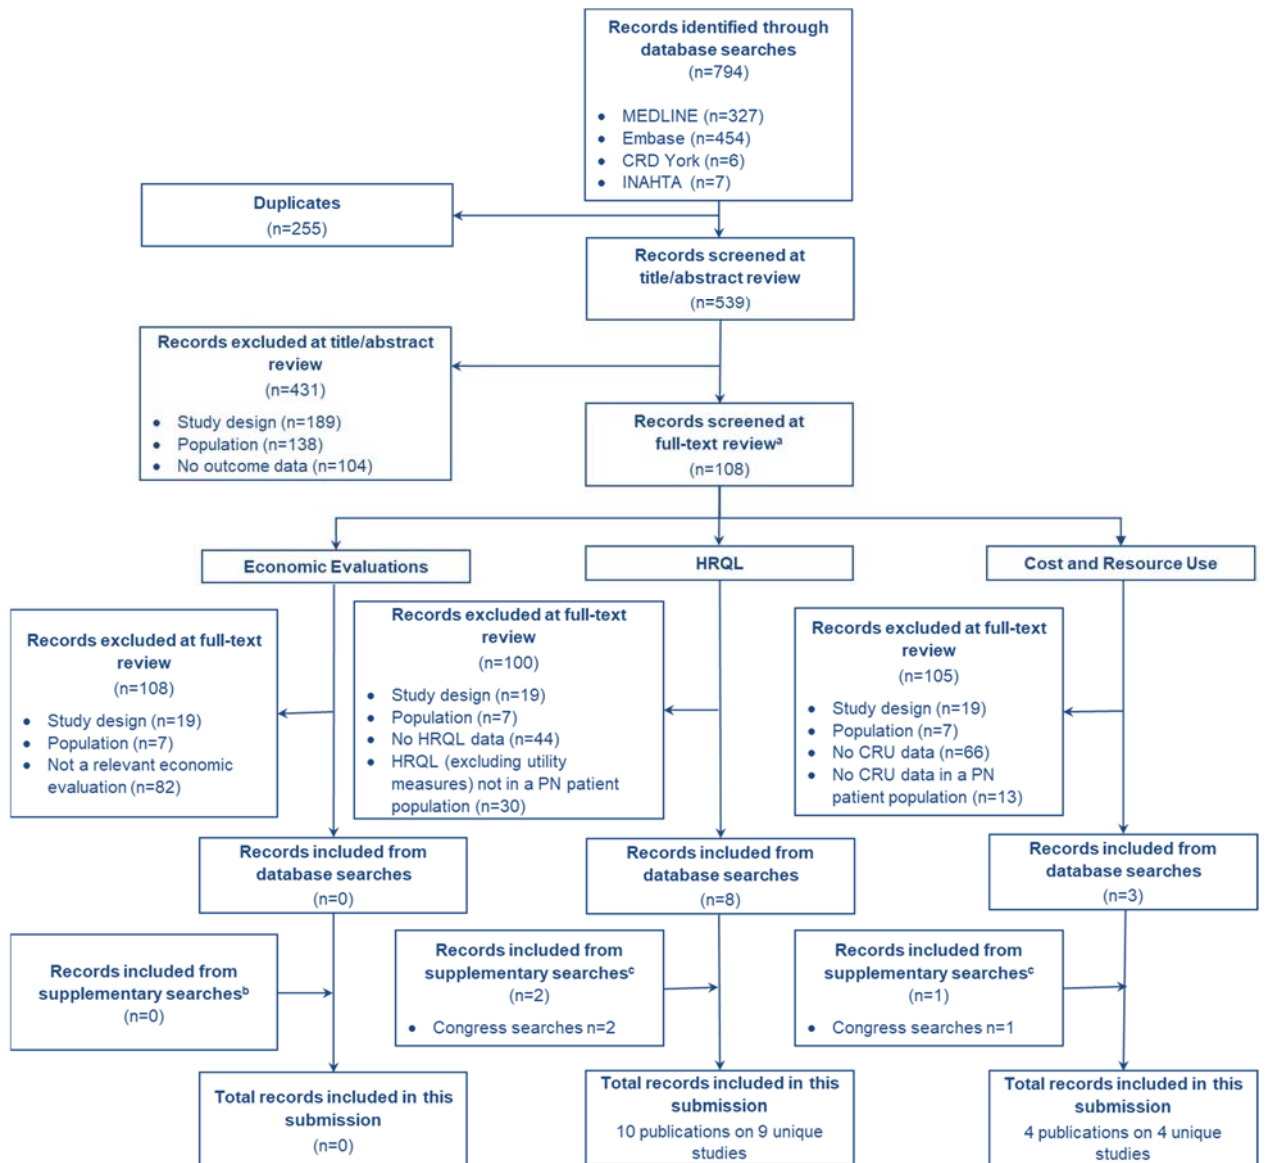 Records identified through
database searches
(n=794)
• MEDLINE (n=327)
• Embase (n=454)
• CRD York (n=6)
• INAHTA (n=7)
Duplicates
(n=255)
Records screened at
title/abstract review
(n=539)
Records excluded at title/abstract
review
(n=431)
• Study design (n=189)
• Population (n=138)
• No outcome data (n=104)
Records screened at
full-text reviewᵃ
(n=108)
Economic Evaluations
HRQL
Cost and Resource Use
Records excluded at full-text
review
(n=108)
• Study design (n=19)
• Population (n=7)
• Not a relevant economic
evaluation (n=82)
Records excluded at full-text
review
(n=100)
• Study design (n=19)
• Population (n=7)
• No HRQL data (n=44)
• HRQL (excluding utility
measures) not in a PN patient
population (n=30)
Records excluded at full-text
review
(n=105)
• Study design (n=19)
• Population (n=7)
• No CRU data (n=66)
• No CRU data in a PN
patient population (n=13)
Records included from
database searches
(n=0)
Records included from
database searches
(n=8)
Records included from
database searches
(n=3)
Records included from
supplementary searchesᵇ
(n=0)
Records included from
supplementary searchesᶜ
(n=2)
• Congress searches n=2
Records included from
supplementary searchesᶜ
(n=1)
• Congress searches n=1
Total records included in this
submission
(n=0)
Total records included in this
submission
10 publications on 9 unique
studies
Total records included in this
submission
4 publications on 4 unique
studies